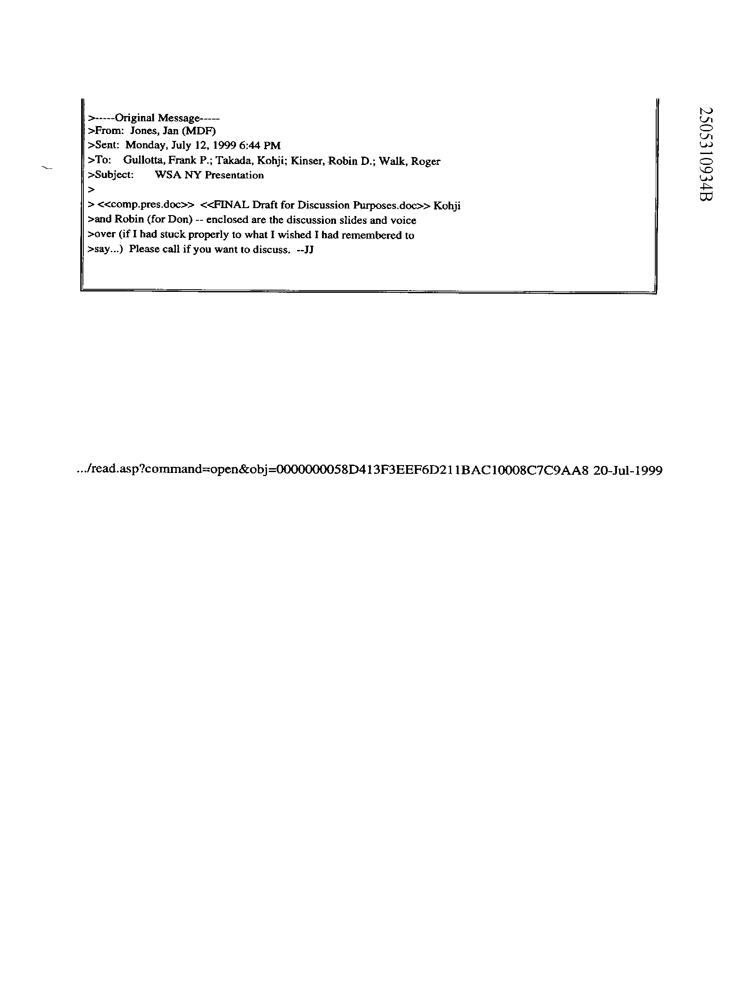 >-----Original Message-----
>From: Jones, Jan (MDF)
>Sent: Monday, July 12, 1999 6:44 PM
>To: Gullotta, Frank P.; Takada, Kohji; Kinser, Robin D.; Walk, Roger
>Subject: WSA NY Presentation
>
> <<comp.pres.doc>> <<FINAL Draft for Discussion Purposes.doc>> Kohji
>and Robin (for Don) -- enclosed are the discussion slides and voice
>over (if I had stuck properly to what I wished I had remembered to
>say...) Please call if you want to discuss. --JJ
2505310934B
.../read.asp?command=open&obj=0000000058D413F3EEF6D211BAC10008C7C9AA8 20-Jul-1999